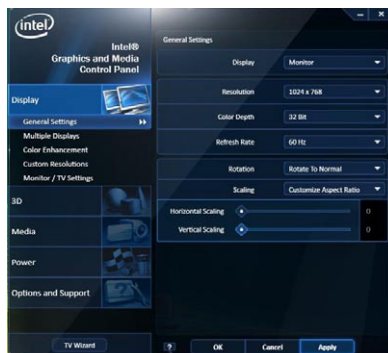 intel
Intel®
Graphics and Media
Control Panel
Display
General Settings
Multiple Displays
Color Enhancement
Custom Resolutions
Monitor / TV Settings
3D
Media
Power
Options and Support
TV Wizard
General Settings
Display Monitor
Resolution 1024 x 768
Color Depth 32 Bit
Refresh Rate 60 Hz
Rotation Rotate To Normal
Scaling Customize Aspect Ratio
Horizontal Scaling 0
Vertical Scaling 0
? OK Cancel Apply